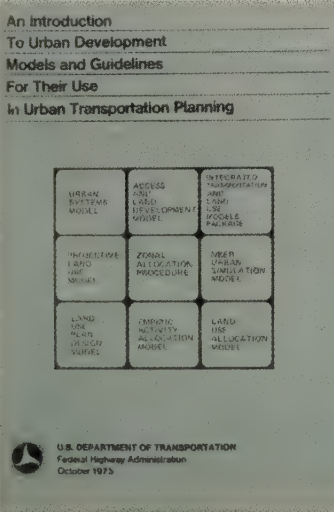 An Introduction
To Urban Development
Models and Guidelines
For Their Use
In Urban Transportation Planning
URBAN
SYSTEMS
MODEL
ACCESS
AND
LAND
DEVELOPMENT
MODEL
INTEGRATED
TRANSPORTATION
AND
LAND
USE
MODELS
PACKAGE
PROJECTIVE
LAND
USE
MODEL
ZONAL
ALLOCATION
PROCEDURE
NBER
URBAN
SIMULATION
MODEL
LAND
USE
PLAN
DESIGN
MODEL
EMPIRIC
ACTIVITY
ALLOCATION
MODEL
LAND
USE
ALLOCATION
MODEL
U.S. DEPARTMENT OF TRANSPORTATION
Federal Highway Administration
October 1975